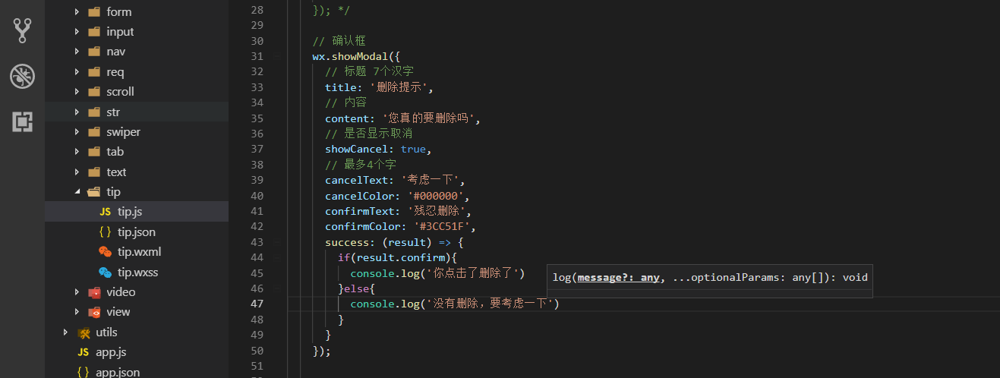 form
input
nav
req
scroll
str
swiper
tab
text
tip
JS tip.js
{ } tip.json
tip.wxml
tip.wxss
video
view
utils
JS app.js
{ } app.json
28 }); */
29
30 // 确认框
31 wx.showModal({
32 // 标题 7个汉字
33 title: '删除提示',
34 // 内容
35 content: '您真的要删除吗',
36 // 是否显示取消
37 showCancel: true,
38 // 最多4个字
39 cancelText: '考虑一下',
40 cancelColor: '#000000',
41 confirmText: '残忍删除',
42 confirmColor: '#3CC51F',
43 success: (result) => {
44 if(result.confirm){
45 console.log('你点击了删除了')
log(message?: any, ...optionalParams: any[]): void
46 }else{
47 console.log('没有删除，要考虑一下')
48 }
49 }
50 });
51